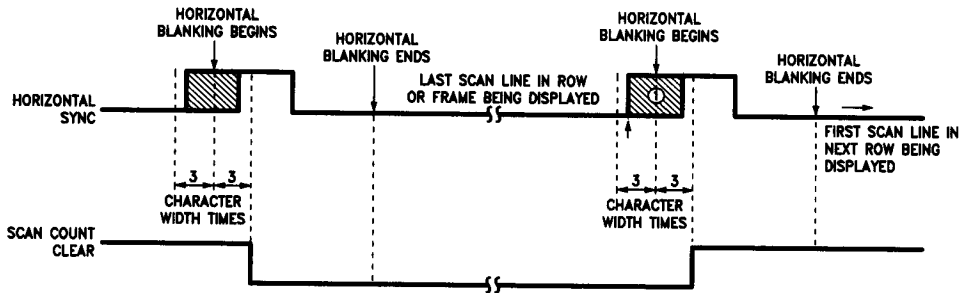 HORIZONTAL
BLANKING BEGINS
HORIZONTAL
BLANKING ENDS
HORIZONTAL
BLANKING BEGINS
HORIZONTAL
BLANKING ENDS
LAST SCAN LINE IN ROW
OR FRAME BEING DISPLAYED
HORIZONTAL
SYNC
1
FIRST SCAN LINE IN
NEXT ROW BEING
DISPLAYED
3 3
CHARACTER
WIDTH TIMES
3 3
CHARACTER
WIDTH TIMES
SCAN COUNT
CLEAR